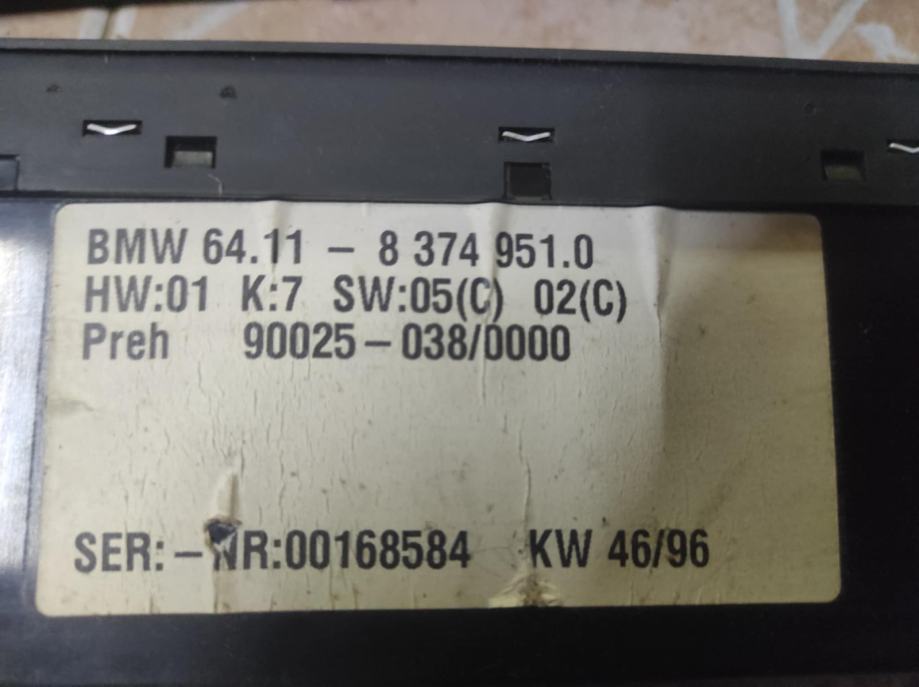 BMW 64.11 – 8 374 951.0
HW:01 K:7 SW:05(C) 02(C)
Preh 90025–038/0000
SER:–NR:00168584 KW 46/96